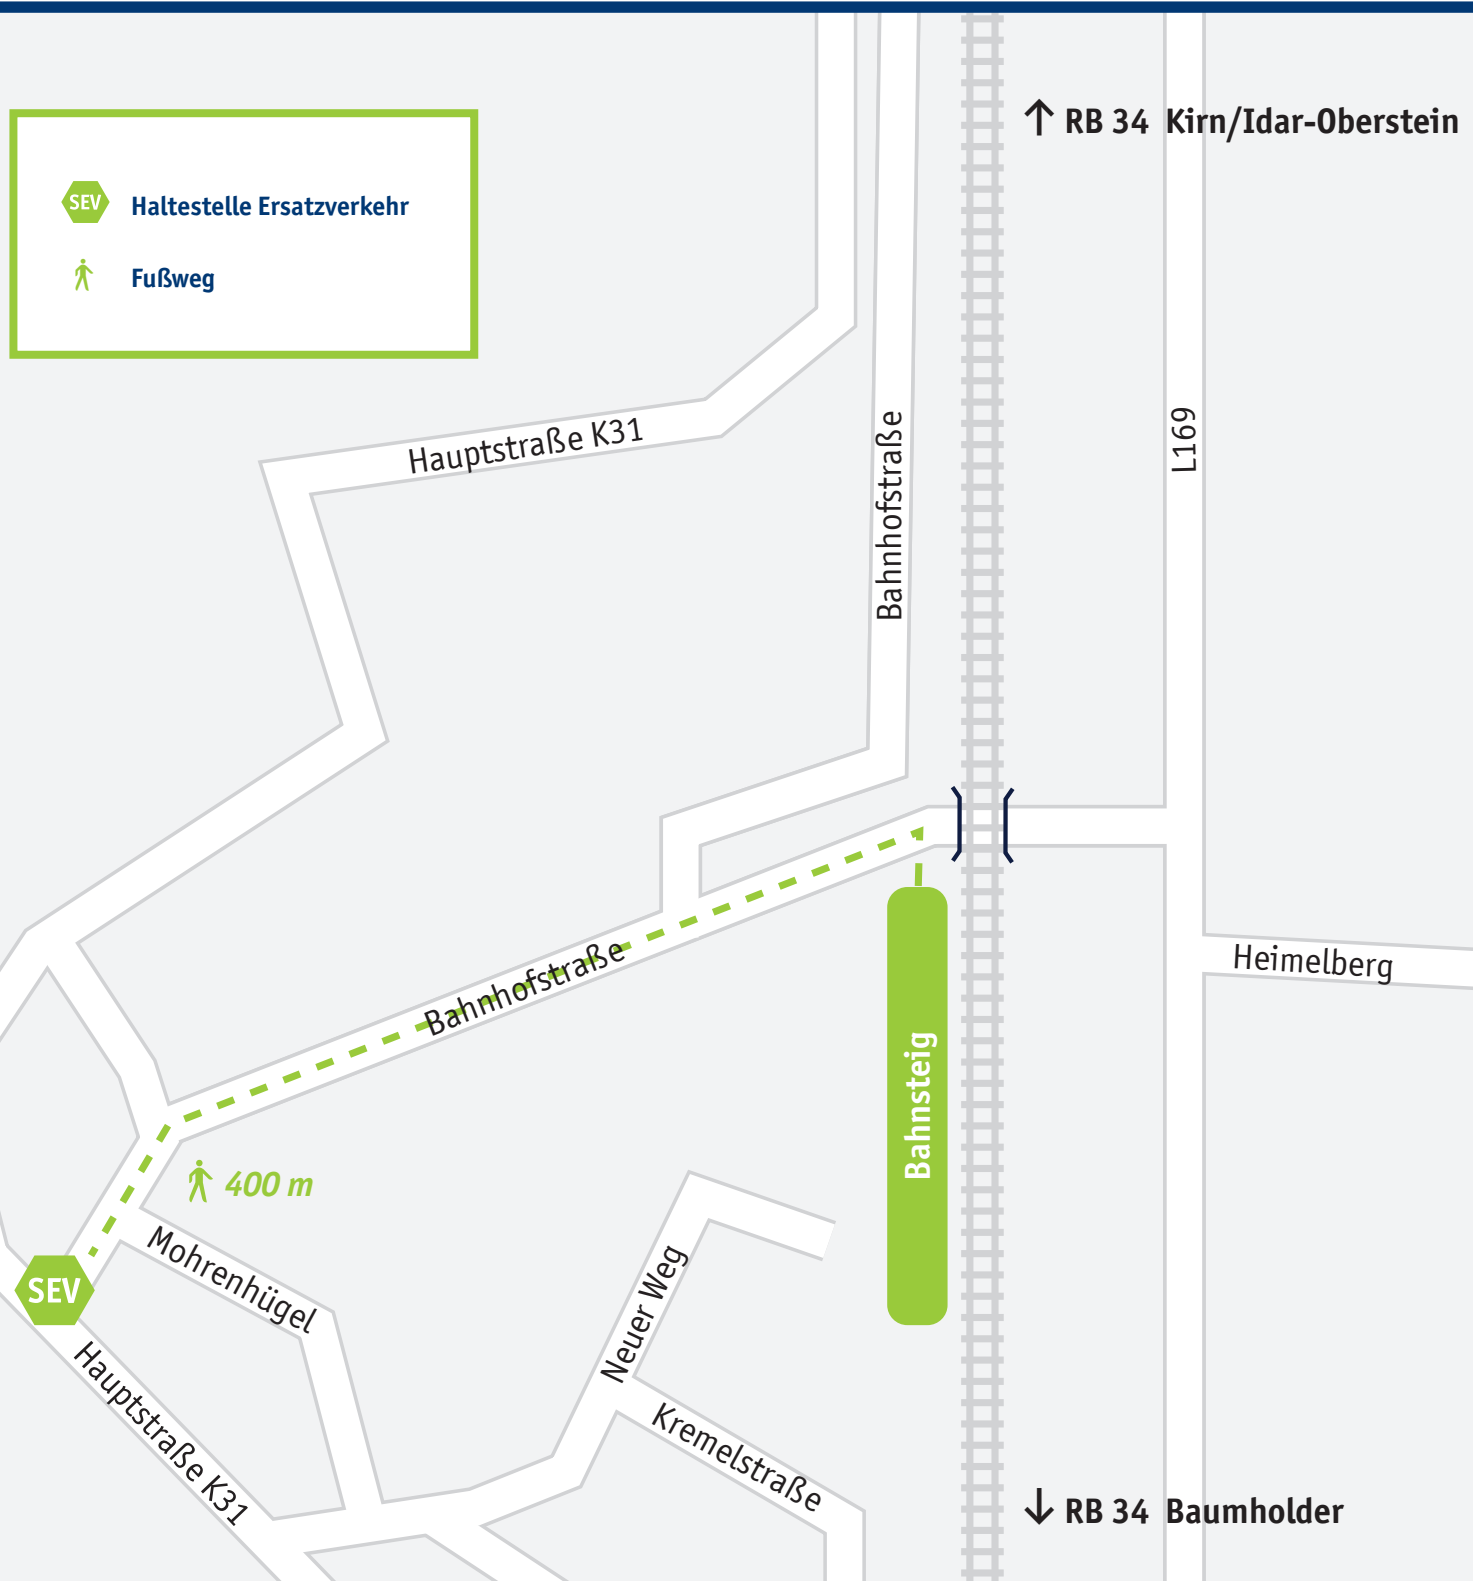 ↑ RB 34 Kirn/Idar-Oberstein
SEV Haltestelle Ersatzverkehr
Fußweg
Hauptstraße K31
Bahnhofstraße
L169
Bahnhofstraße
Heimelberg
Bahnsteig
400 m
Mohrenhügel
SEV
Neuer Weg
Hauptstraße K31
Kremelstraße
↓ RB 34 Baumholder